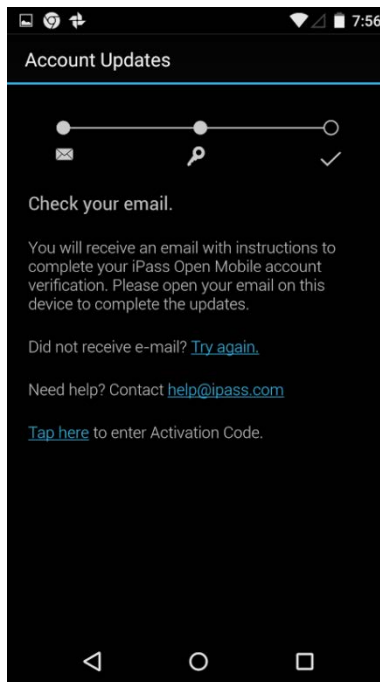 7:56
Account Updates
Check your email.
You will receive an email with instructions to
complete your iPass Open Mobile account
verification. Please open your email on this
device to complete the updates.
Did not receive e-mail? Try again.
Need help? Contact help@ipass.com
Tap here to enter Activation Code.